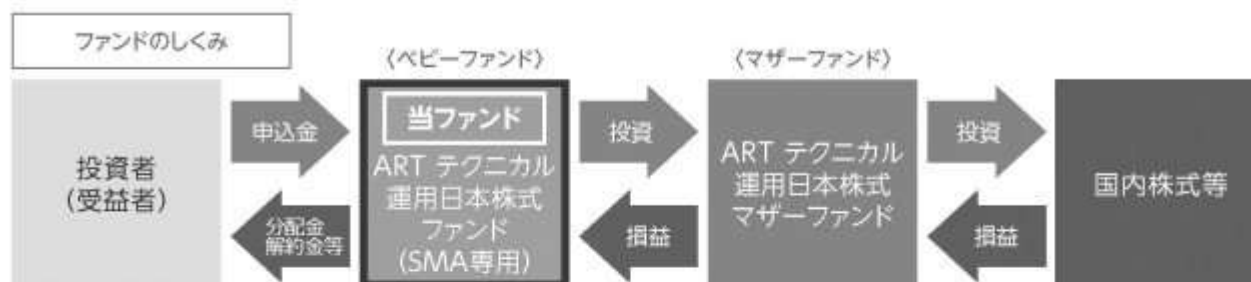 ファンドのしくみ
〈ベビーファンド〉
〈マザーファンド〉
投資者
(受益者)
申込金
分配金
解約金等
当ファンド
ART テクニカル
運用日本株式
ファンド
(SMA専用)
投資
損益
ART テクニカル
運用日本株式
マザーファンド
投資
損益
国内株式等